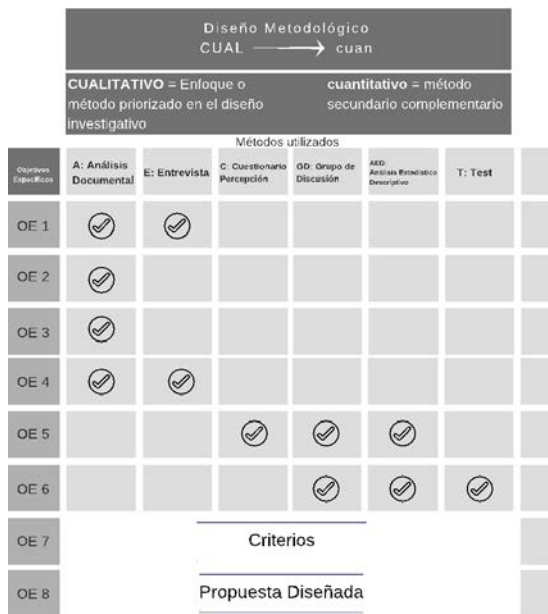 Diseño Metodológico
CUAL → cuan
CUALITATIVO = Enfoque o
método priorizado en el diseño
investigativo
cuantitativo = método
secundario complementario
Métodos utilizados
Objetivos
Específicos
A: Análisis
Documental
E: Entrevista
C: Cuestionario
Percepción
GD: Grupo de
Discusión
AED:
Análisis Estadístico
Descriptivo
T: Test
OE 1
OE 2
OE 3
OE 4
OE 5
OE 6
OE 7
Criterios
OE 8
Propuesta Diseñada